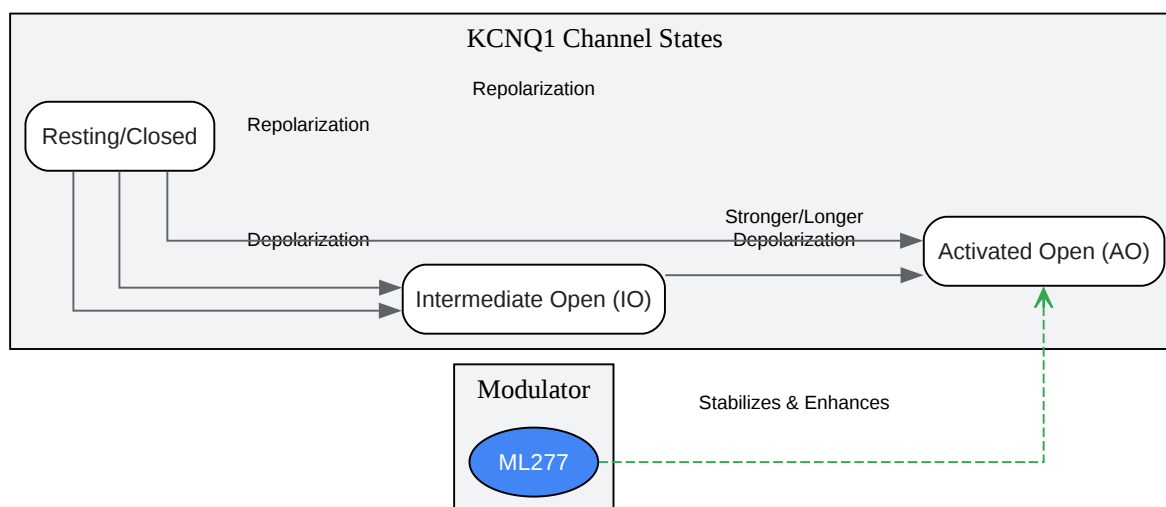 KCNQ1 Channel States
Repolarization
Resting/Closed
Repolarization
Depolarization
Stronger/Longer
Depolarization
Activated Open (AO)
Intermediate Open (IO)
Modulator
Stabilizes & Enhances
ML277